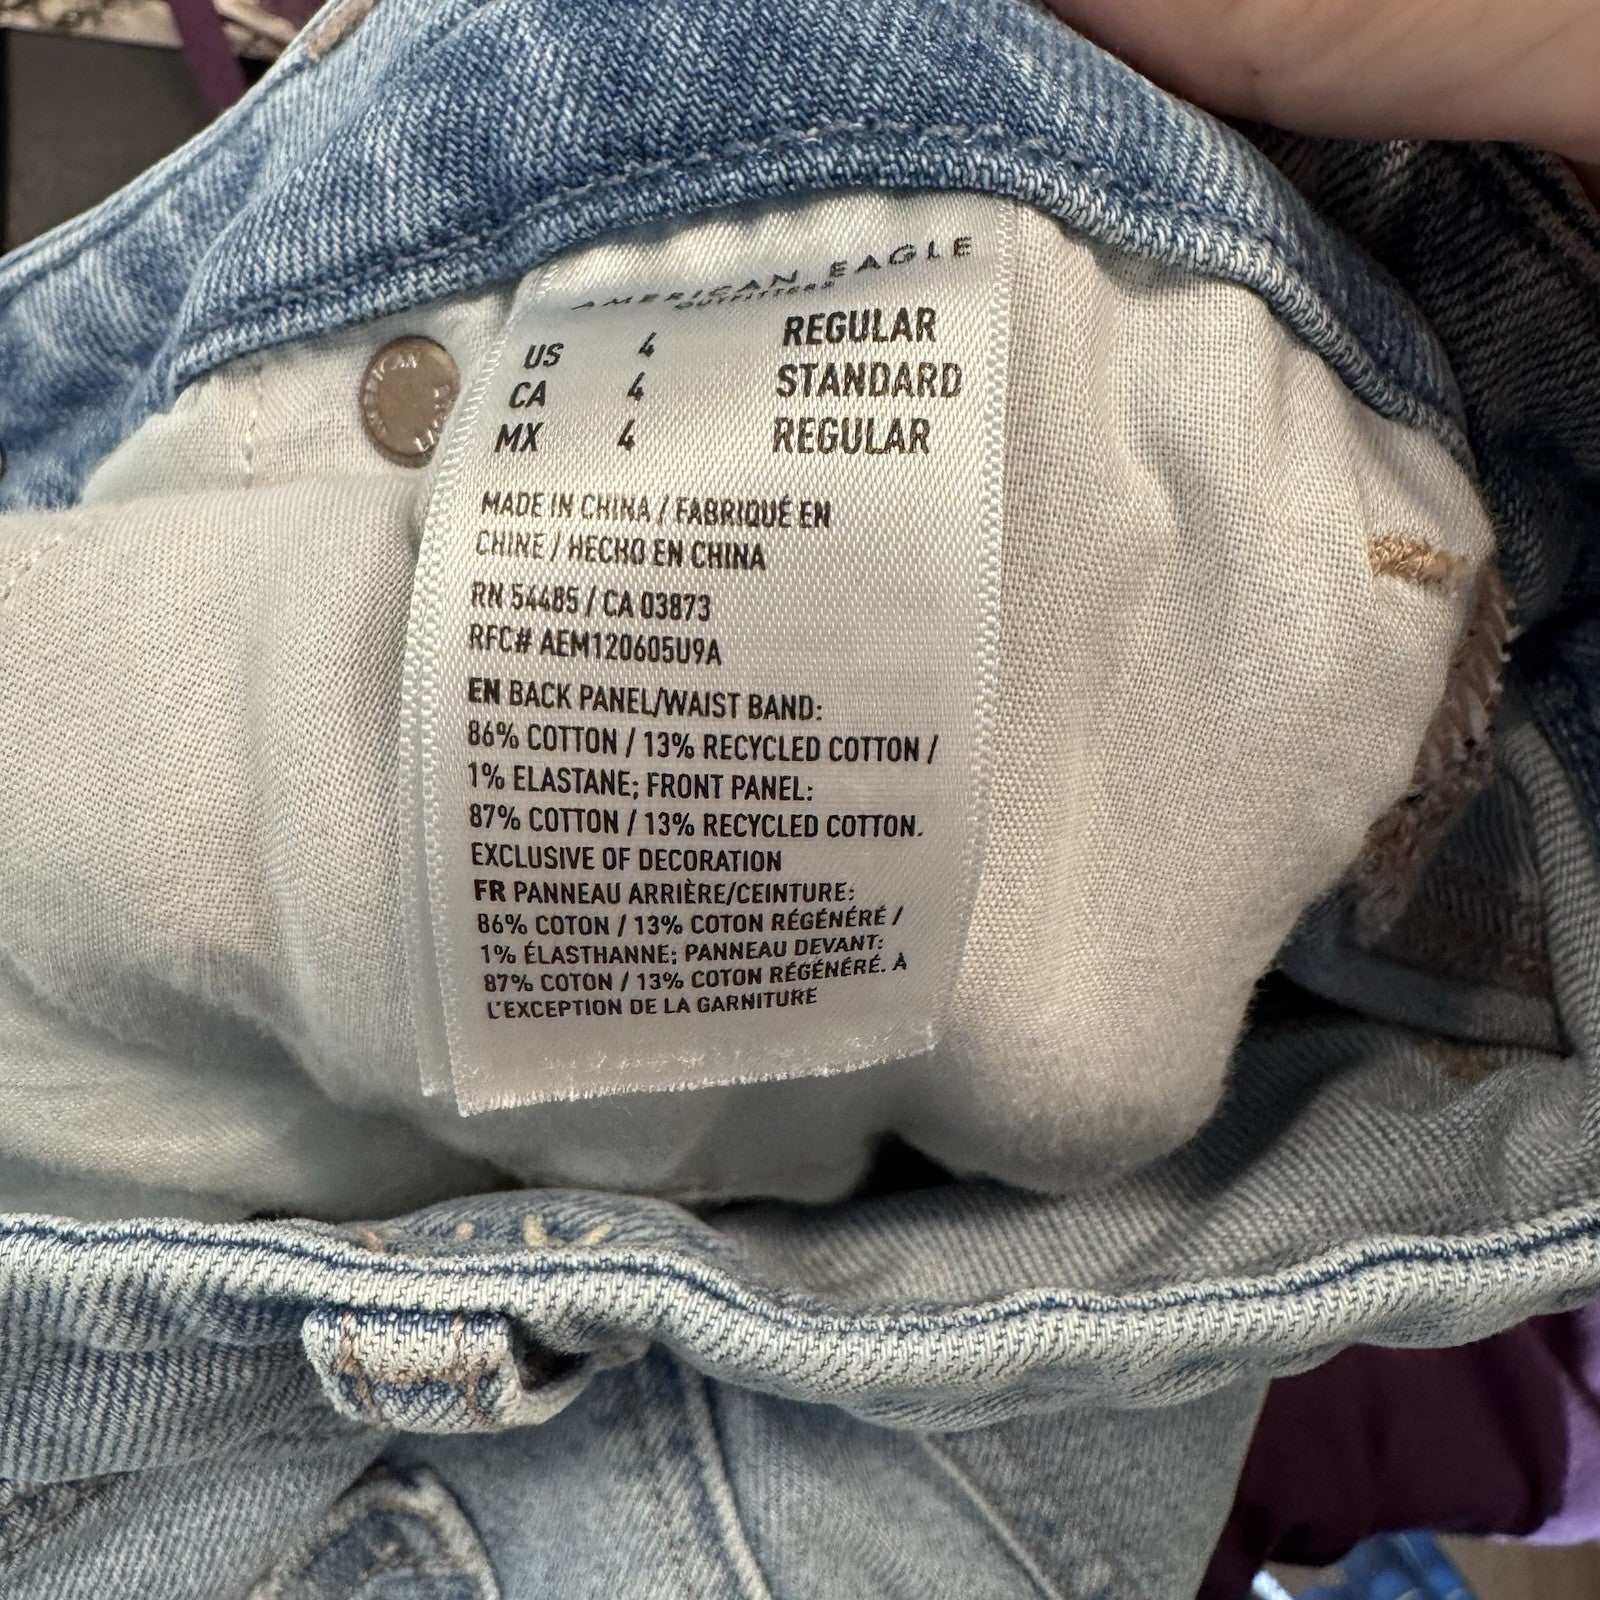 AMERICAN EAGLE
OUTFITTERS
US 4 REGULAR
CA 4 STANDARD
MX 4 REGULAR
MADE IN CHINA / FABRIQUÉ EN
CHINE / HECHO EN CHINA
RN 54485 / CA 03873
RFC# AEM120605U9A
EN BACK PANEL/WAIST BAND:
86% COTTON / 13% RECYCLED COTTON /
1% ELASTANE; FRONT PANEL:
87% COTTON / 13% RECYCLED COTTON.
EXCLUSIVE OF DECORATION
FR PANNEAU ARRIÈRE/CEINTURE:
86% COTON / 13% COTON RÉGÉNÉRÉ /
1% ÉLASTHANNE; PANNEAU DEVANT:
87% COTON / 13% COTON RÉGÉNÉRÉ. À
L'EXCEPTION DE LA GARNITURE